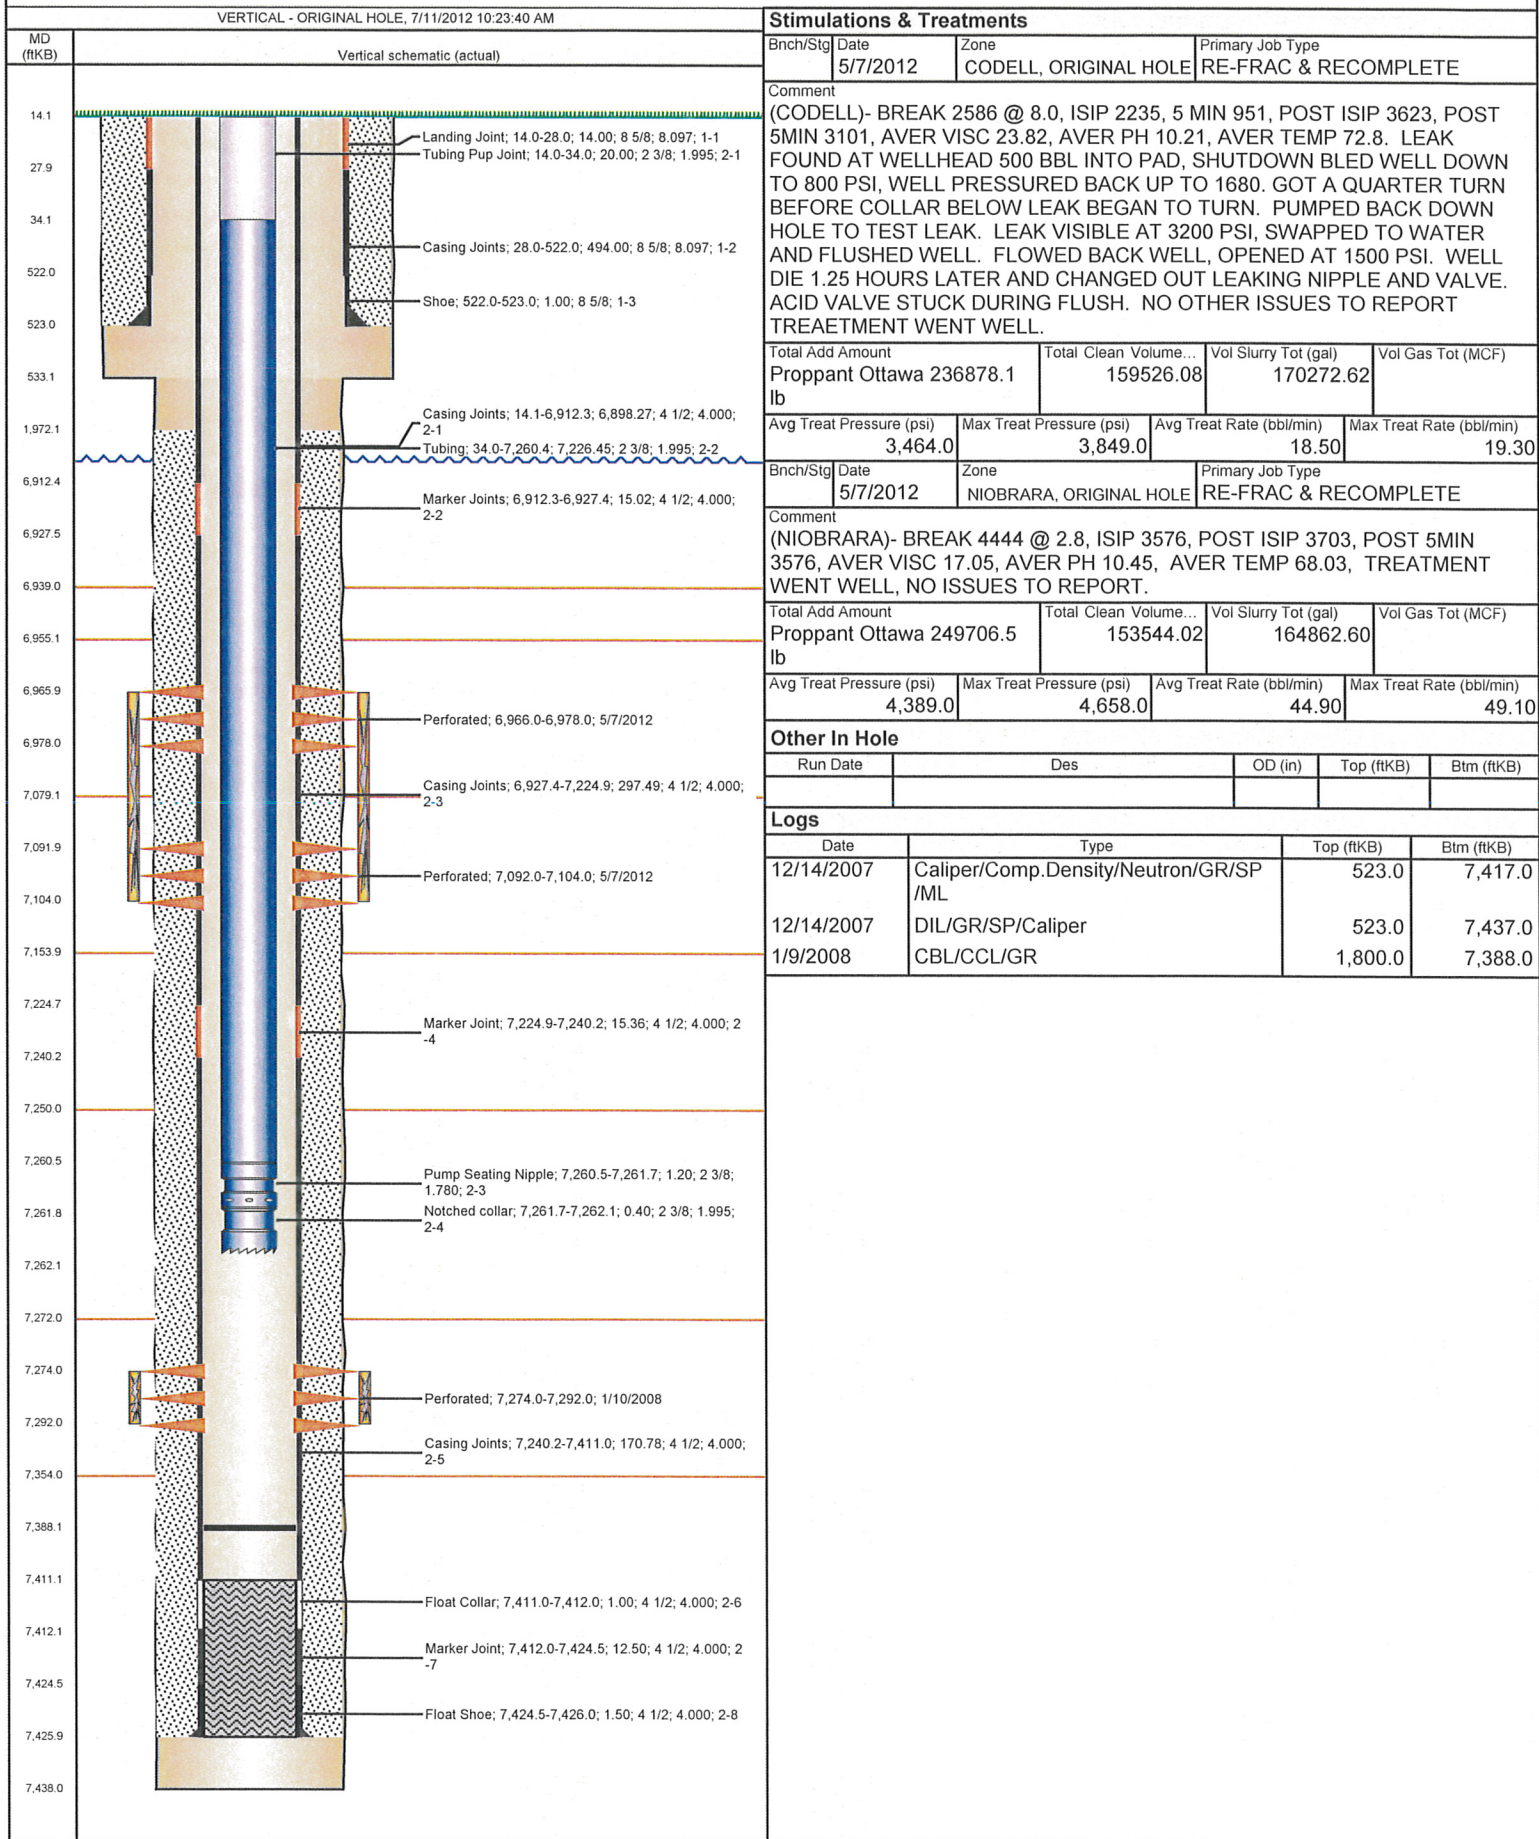 VERTICAL - ORIGINAL HOLE, 7/11/2012 10:23:40 AM
MD
(ftKB)
Vertical schematic (actual)
14.1
27.9
34.1
522.0
523.0
533.1
1,972.1
6,912.4
6,927.5
6,939.0
6,955.1
6,965.9
6,978.0
7,079.1
7,091.9
7,104.0
7,153.9
7,224.7
7,240.2
7,250.0
7,260.5
7,261.8
7,262.1
7,272.0
7,274.0
7,292.0
7,354.0
7,388.1
7,411.1
7,412.1
7,424.5
7,425.9
7,438.0
Landing Joint; 14.0-28.0; 14.00; 8 5/8; 8.097; 1-1
Tubing Pup Joint; 14.0-34.0; 20.00; 2 3/8; 1.995; 2-1
Casing Joints; 28.0-522.0; 494.00; 8 5/8; 8.097; 1-2
Shoe; 522.0-523.0; 1.00; 8 5/8; 1-3
Casing Joints; 14.1-6,912.3; 6,898.27; 4 1/2; 4.000;
2-1
Tubing; 34.0-7,260.4; 7,226.45; 2 3/8; 1.995; 2-2
Marker Joints; 6,912.3-6,927.4; 15.02; 4 1/2; 4.000;
2-2
Perforated; 6,966.0-6,978.0; 5/7/2012
Casing Joints; 6,927.4-7,224.9; 297.49; 4 1/2; 4.000;
2-3
Perforated; 7,092.0-7,104.0; 5/7/2012
Marker Joint; 7,224.9-7,240.2; 15.36; 4 1/2; 4.000; 2
-4
Pump Seating Nipple; 7,260.5-7,261.7; 1.20; 2 3/8;
1.780; 2-3
Notched collar; 7,261.7-7,262.1; 0.40; 2 3/8; 1.995;
2-4
Perforated; 7,274.0-7,292.0; 1/10/2008
Casing Joints; 7,240.2-7,411.0; 170.78; 4 1/2; 4.000;
2-5
Float Collar; 7,411.0-7,412.0; 1.00; 4 1/2; 4.000; 2-6
Marker Joint; 7,412.0-7,424.5; 12.50; 4 1/2; 4.000; 2
-7
Float Shoe; 7,424.5-7,426.0; 1.50; 4 1/2; 4.000; 2-8
Stimulations & Treatments
Bnch/Stg Date Zone Primary Job Type
5/7/2012 CODELL, ORIGINAL HOLE RE-FRAC & RECOMPLETE
Comment
(CODELL)- BREAK 2586 @ 8.0, ISIP 2235, 5 MIN 951, POST ISIP 3623, POST
5MIN 3101, AVER VISC 23.82, AVER PH 10.21, AVER TEMP 72.8. LEAK
FOUND AT WELLHEAD 500 BBL INTO PAD, SHUTDOWN BLED WELL DOWN
TO 800 PSI, WELL PRESSURED BACK UP TO 1680. GOT A QUARTER TURN
BEFORE COLLAR BELOW LEAK BEGAN TO TURN. PUMPED BACK DOWN
HOLE TO TEST LEAK. LEAK VISIBLE AT 3200 PSI, SWAPPED TO WATER
AND FLUSHED WELL. FLOWED BACK WELL, OPENED AT 1500 PSI. WELL
DIE 1.25 HOURS LATER AND CHANGED OUT LEAKING NIPPLE AND VALVE.
ACID VALVE STUCK DURING FLUSH. NO OTHER ISSUES TO REPORT
TREAETMENT WENT WELL.
Total Add Amount Total Clean Volume... Vol Slurry Tot (gal) Vol Gas Tot (MCF)
Proppant Ottawa 236878.1 159526.08 170272.62
lb
Avg Treat Pressure (psi) Max Treat Pressure (psi) Avg Treat Rate (bbl/min) Max Treat Rate (bbl/min)
3,464.0 3,849.0 18.50 19.30
Bnch/Stg Date Zone Primary Job Type
5/7/2012 NIOBRARA, ORIGINAL HOLE RE-FRAC & RECOMPLETE
Comment
(NIOBRARA)- BREAK 4444 @ 2.8, ISIP 3576, POST ISIP 3703, POST 5MIN
3576, AVER VISC 17.05, AVER PH 10.45, AVER TEMP 68.03, TREATMENT
WENT WELL, NO ISSUES TO REPORT.
Total Add Amount Total Clean Volume... Vol Slurry Tot (gal) Vol Gas Tot (MCF)
Proppant Ottawa 249706.5 153544.02 164862.60
lb
Avg Treat Pressure (psi) Max Treat Pressure (psi) Avg Treat Rate (bbl/min) Max Treat Rate (bbl/min)
4,389.0 4,658.0 44.90 49.10
Other In Hole
Run Date Des OD (in) Top (ftKB) Btm (ftKB)
Logs
Date Type Top (ftKB) Btm (ftKB)
12/14/2007 Caliper/Comp.Density/Neutron/GR/SP 523.0 7,417.0
/ML
12/14/2007 DIL/GR/SP/Caliper 523.0 7,437.0
1/9/2008 CBL/CCL/GR 1,800.0 7,388.0